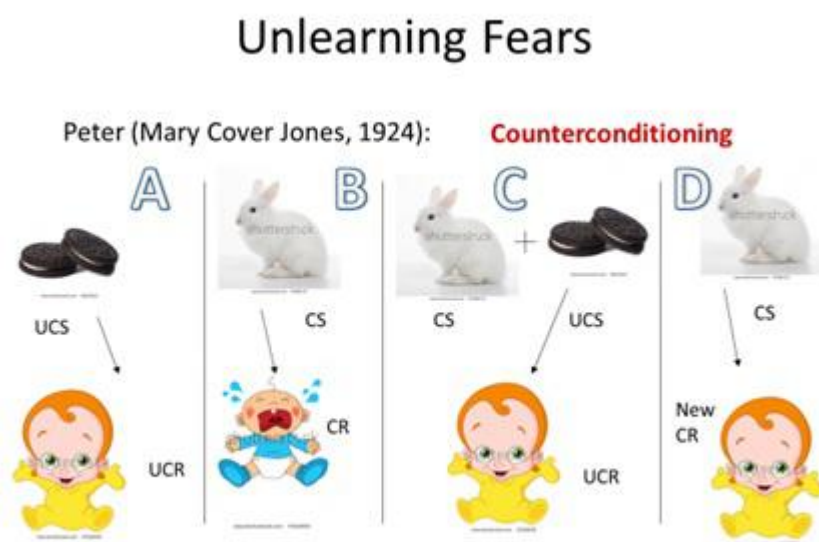 Unlearning Fears
Peter (Mary Cover Jones, 1924): Counterconditioning
A
B
C
D
UCS
UCR
CS
CR
CS
+
UCS
UCR
CS
New
CR